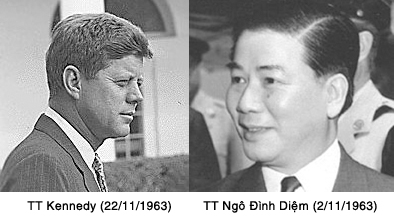 TT Kennedy (22/11/1963)
TT Ngô Đình Diệm (2/11/1963)